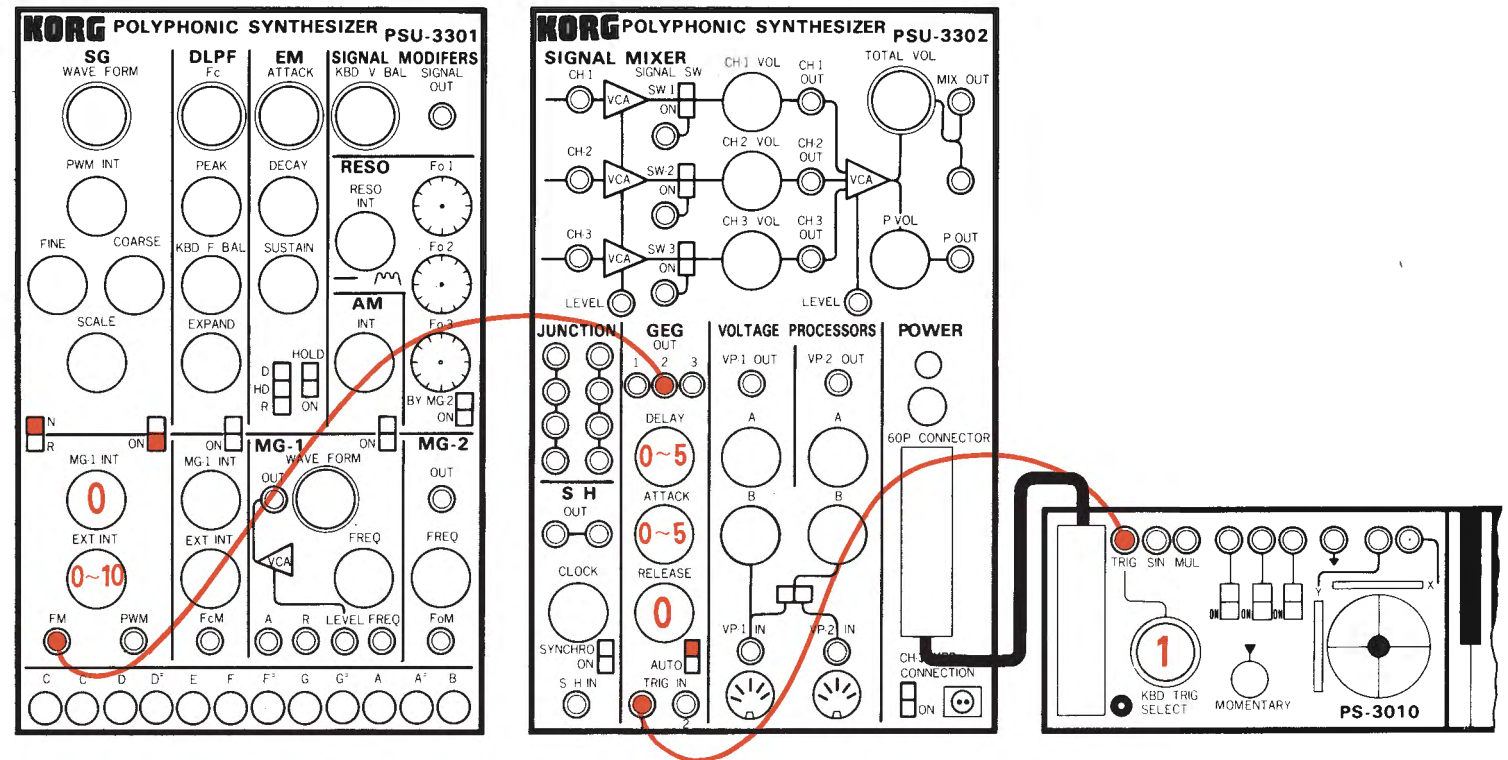 KORG POLYPHONIC SYNTHESIZER PSU-3301
SG DLPF EM SIGNAL MODIFERS
WAVE FORM Fc ATTACK KBD V BAL SIGNAL OUT
PWM INT PEAK DECAY RESO Fo 1
RESO INT
FINE COARSE KBD F BAL SUSTAIN Fo 2
AM
SCALE EXPAND INT Fo 3
HOLD
D
HD
R ON
BY MG-2
ON
N
R ON ON MG-1 ON MG-2
MG-1 INT MG-1 INT OUT WAVE FORM OUT
0
EXT INT EXT INT VCA FREQ FREQ
0~10
FM PWM FcM A R LEVEL FREQ FoM
C C D D# E F F# G G# A A# B
KORG POLYPHONIC SYNTHESIZER PSU-3302
SIGNAL MIXER
CH 1 SIGNAL SW CH 1 VOL CH 1 OUT TOTAL VOL MIX OUT
VCA SW 1 ON
CH-2 SW-2 CH 2 VOL CH-2 OUT
VCA ON VCA
CH-3 SW 3 CH 3 VOL CH 3 OUT P VOL P OUT
VCA ON
LEVEL LEVEL
JUNCTION GEG VOLTAGE PROCESSORS POWER
OUT
1 2 3 VP-1 OUT VP-2 OUT
DELAY A A
0~5
60P CONNECTOR
S H ATTACK B B
OUT 0~5
CLOCK RELEASE
0
SYNCHRO ON AUTO VP-1 IN VP-2 IN
S H IN TRIG IN
2
CONNECTION
ON
TRIG SIN MUL
ON ON ON
Y X
1
KBD TRIG SELECT MOMENTARY PS-3010